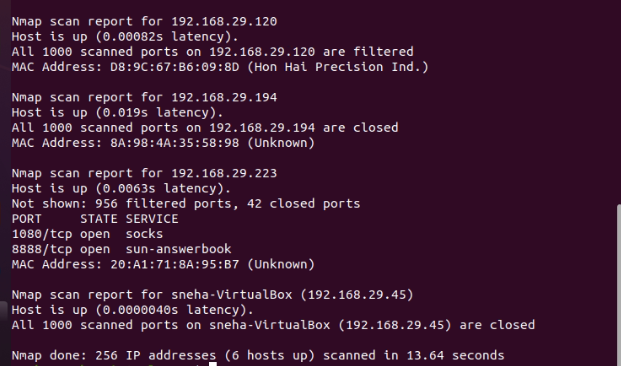 Nmap scan report for 192.168.29.120
Host is up (0.00082s latency).
All 1000 scanned ports on 192.168.29.120 are filtered
MAC Address: D8:9C:67:B6:09:8D (Hon Hai Precision Ind.)

Nmap scan report for 192.168.29.194
Host is up (0.019s latency).
All 1000 scanned ports on 192.168.29.194 are closed
MAC Address: 8A:98:4A:35:58:98 (Unknown)

Nmap scan report for 192.168.29.223
Host is up (0.0063s latency).
Not shown: 956 filtered ports, 42 closed ports
PORT     STATE SERVICE
1080/tcp open  socks
8888/tcp open  sun-answerbook
MAC Address: 20:A1:71:8A:95:B7 (Unknown)

Nmap scan report for sneha-VirtualBox (192.168.29.45)
Host is up (0.0000040s latency).
All 1000 scanned ports on sneha-VirtualBox (192.168.29.45) are closed

Nmap done: 256 IP addresses (6 hosts up) scanned in 13.64 seconds